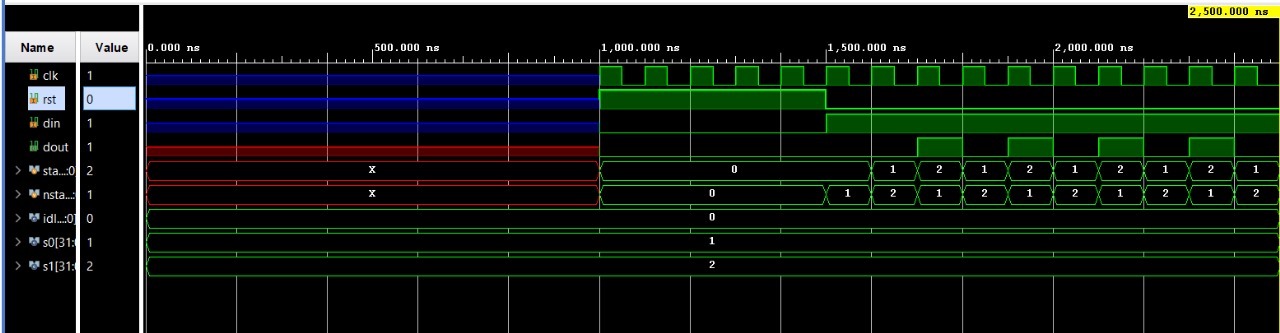 2,500.000 ns
Name Value 0.000 ns 500.000 ns 1,000.000 ns 1,500.000 ns 2,000.000 ns
clk 1
rst 0
din 1
dout 1
sta...:0] 2 X 0 1 2 1 2 1 2 1 2 1
nsta...: 1 X 0 1 2 1 2 1 2 1 2 1 2
idl...:0] 0 0
s0[31:0 1 1
s1[31:0 2 2